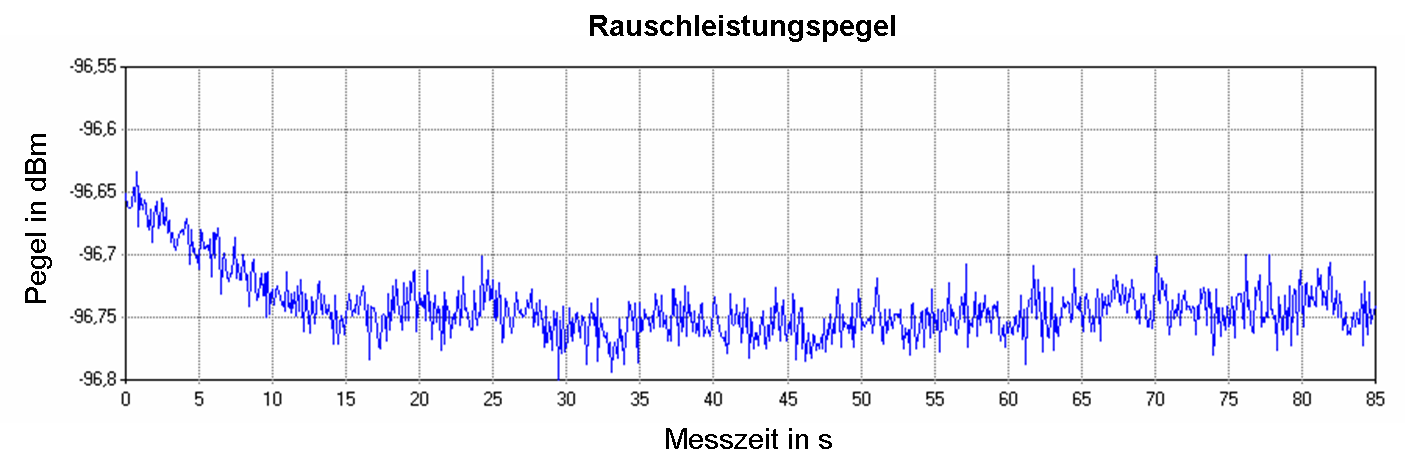 Rauschleistungspegel
-96,55
-96,6
-96,65
-96,7
-96,75
-96,8
Pegel in dBm
0 5 10 15 20 25 30 35 40 45 50 55 60 65 70 75 80 85
Messzeit in s